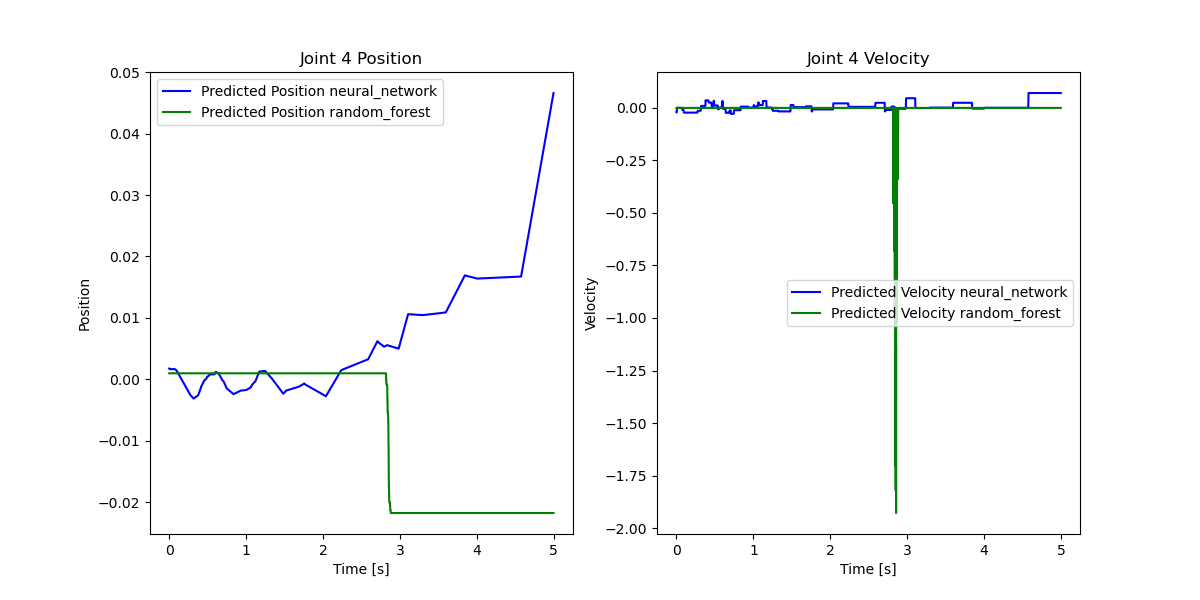 Joint 4 Position
0.05
0.04
0.03
0.02
0.01
0.00
−0.01
−0.02
Position
Predicted Position neural_network
Predicted Position random_forest
0 1 2 3 4 5
Time [s]
Joint 4 Velocity
0.00
−0.25
−0.50
−0.75
−1.00
−1.25
−1.50
−1.75
−2.00
Velocity
Predicted Velocity neural_network
Predicted Velocity random_forest
0 1 2 3 4 5
Time [s]